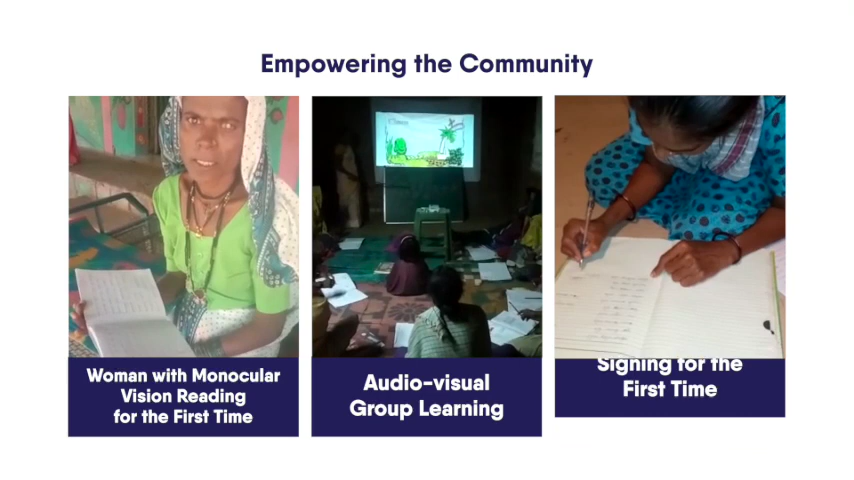 Empowering the Community
Woman with Monocular
Vision Reading
for the First Time
Audio-visual
Group Learning
Signing for the
First Time